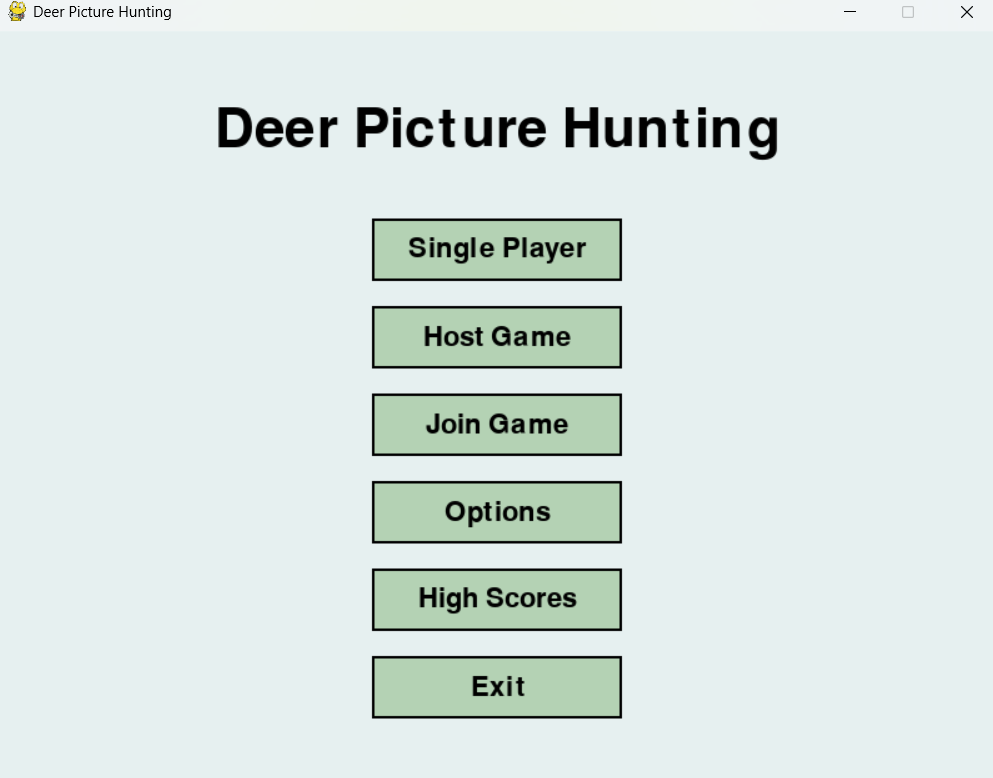 Deer Picture Hunting
Deer Picture Hunting
Single Player
Host Game
Join Game
Options
High Scores
Exit